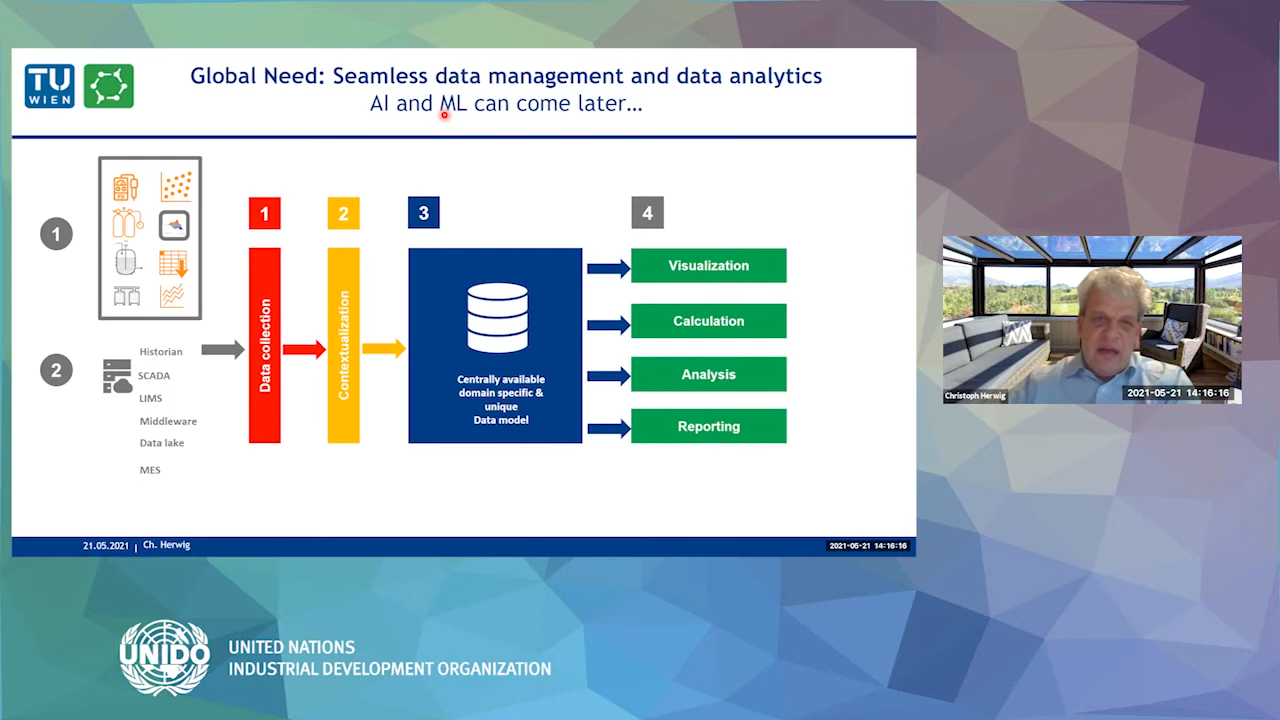 TU
WIEN
Global Need: Seamless data management and data analytics
AI and ML can come later…
1
2
Historian
SCADA
LIMS
Middleware
Data lake
MES
1
Data collection
2
Contextualization
3
Centrally available
domain specific &
unique
Data model
4
Visualization
Calculation
Analysis
Reporting
21.05.2021 | Ch. Herwig
2021-05-21 14:16:16
Christoph Herwig
2021-05-21 14:16:16
UNIDO
UNITED NATIONS
INDUSTRIAL DEVELOPMENT ORGANIZATION